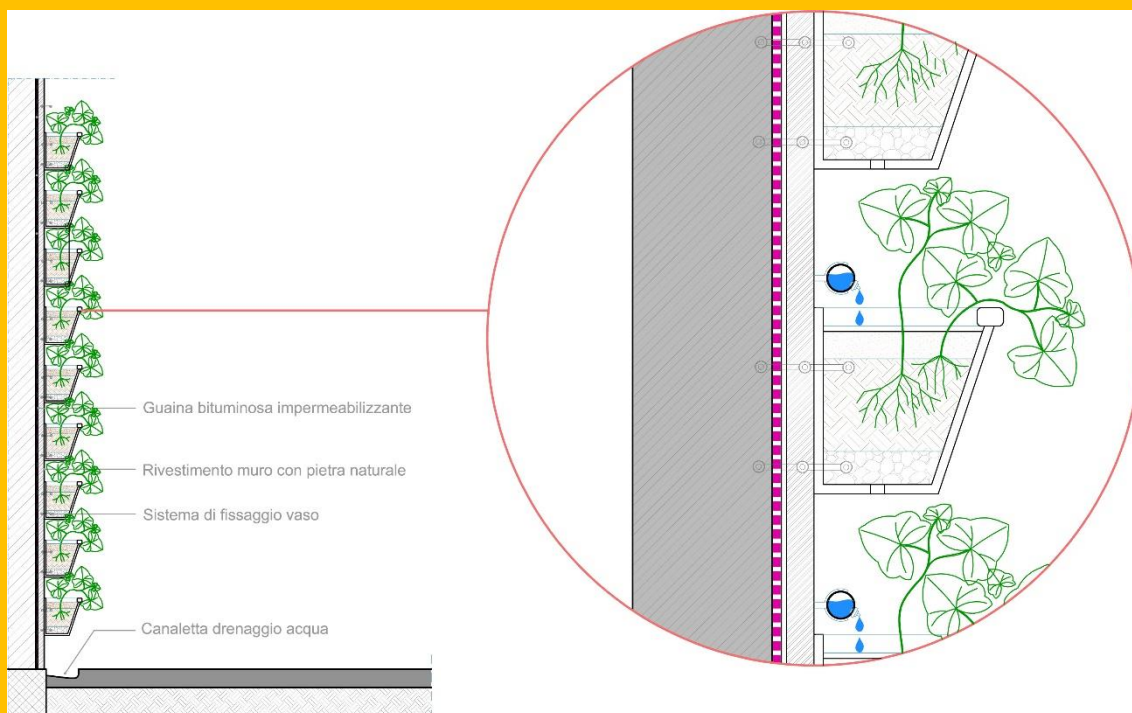 Guaina bituminosa impermeabilizzante
Rivestimento muro con pietra naturale
Sistema di fissaggio vaso
Canaletta drenaggio acqua